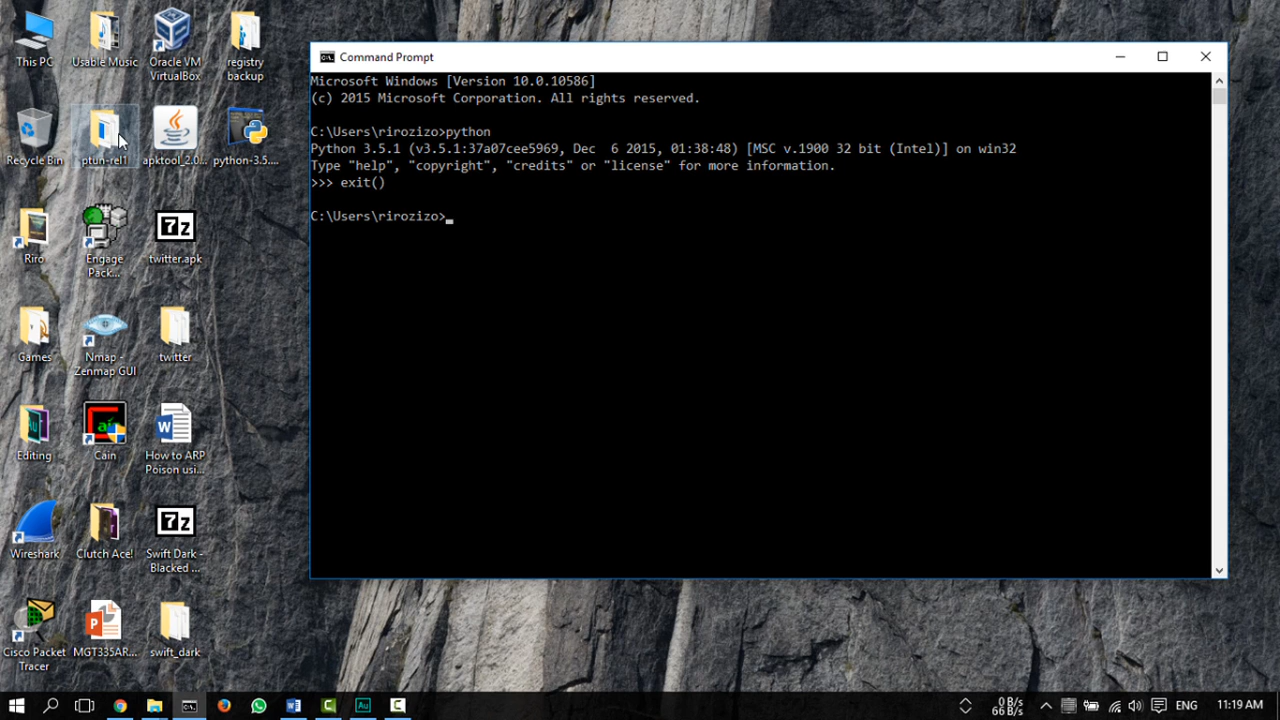 This PC
Usable Music
Oracle VM
VirtualBox
registry
backup
Recycle Bin
ptun-rel1
apktool_2.0...
python-3.5....
Riro
Engage
Pack...
twitter.apk
Games
Nmap -
Zenmap GUI
twitter
Editing
Cain
How to ARP
Poison usi...
Wireshark
Clutch Ace!
Swift Dark -
Blacked ...
Cisco Packet
Tracer
MGT335AR...
swift_dark
Command Prompt
Microsoft Windows [Version 10.0.10586]
(c) 2015 Microsoft Corporation. All rights reserved.
C:\Users\rirozizo>python
Python 3.5.1 (v3.5.1:37a07cee5969, Dec  6 2015, 01:38:48) [MSC v.1900 32 bit (Intel)] on win32
Type "help", "copyright", "credits" or "license" for more information.
>>> exit()
C:\Users\rirozizo>
0 B/s
66 B/s
ENG
11:19 AM